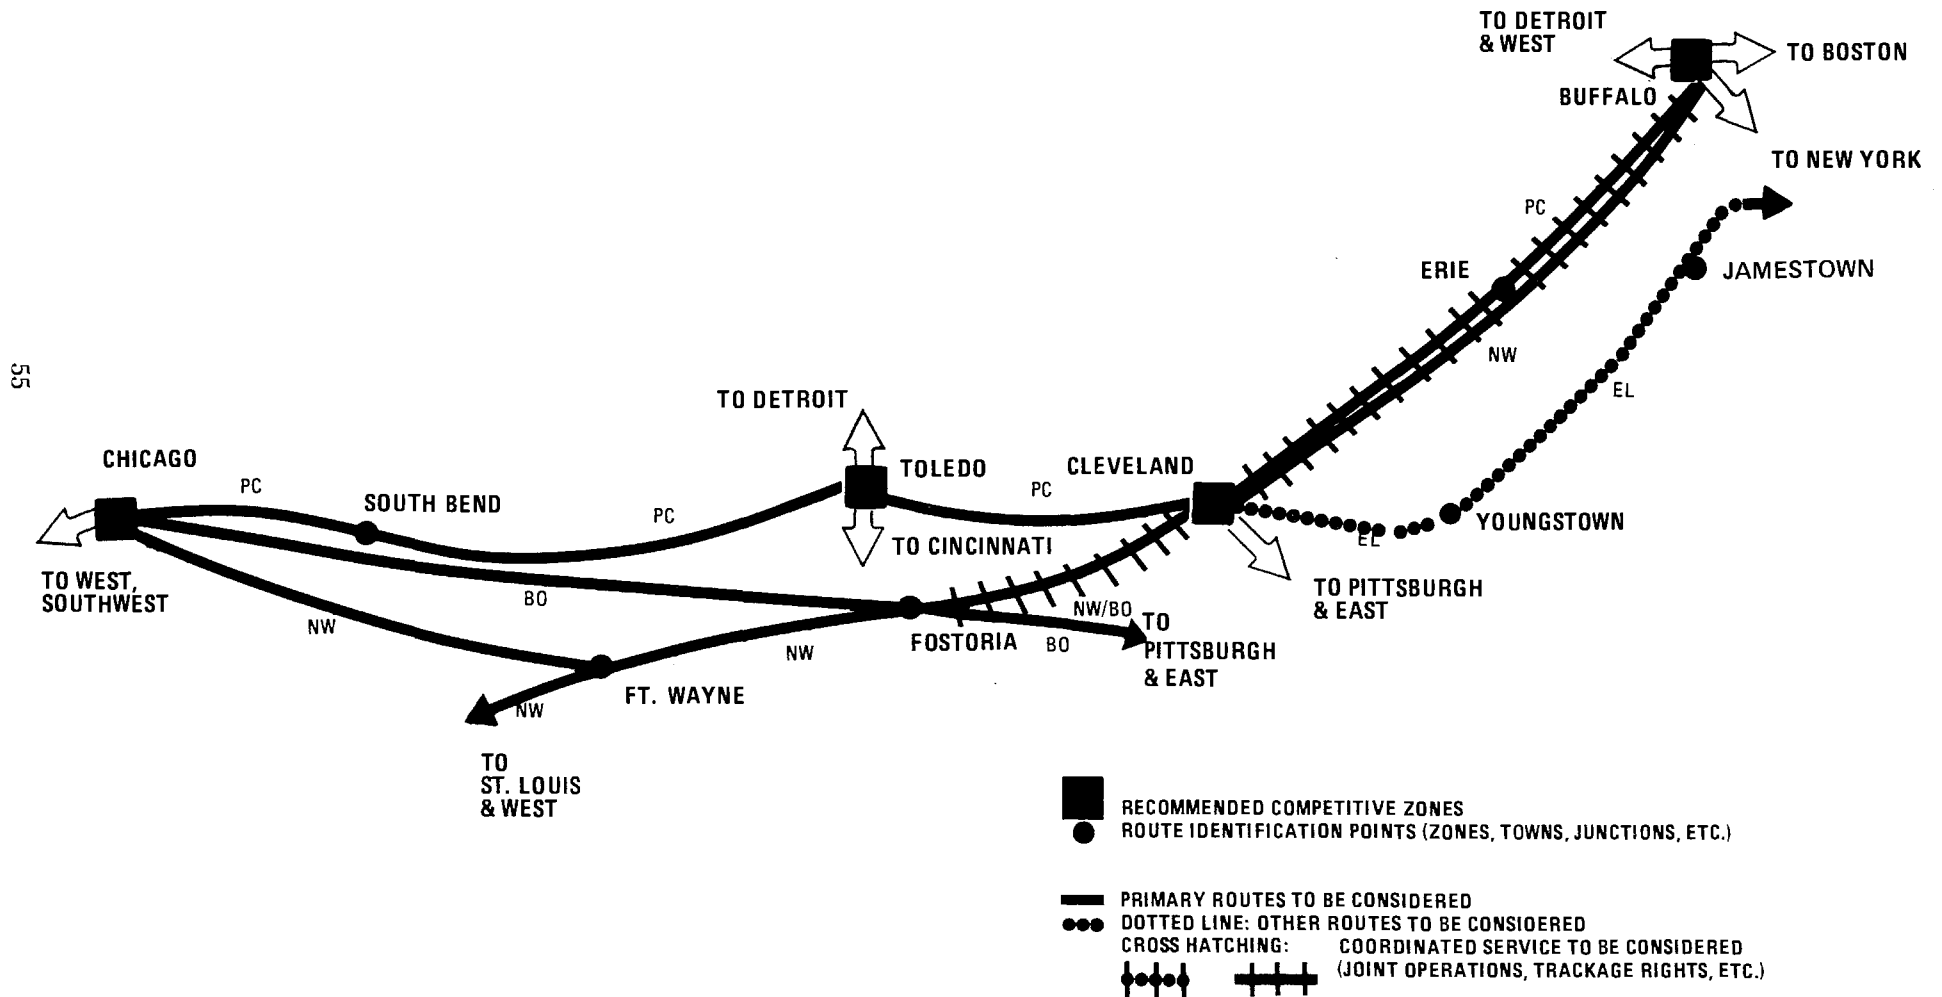 TO DETROIT
& WEST
TO BOSTON
BUFFALO
TO NEW YORK
PC
ERIE
JAMESTOWN
NW
EL
55
TO DETROIT
CHICAGO
TOLEDO
CLEVELAND
PC
SOUTH BEND
PC
PC
YOUNGSTOWN
EL
TO CINCINNATI
TO WEST,
SOUTHWEST
BO
NW/BO
TO PITTSBURGH
& EAST
NW
FOSTORIA
BO
TO
PITTSBURGH
& EAST
NW
FT. WAYNE
NW
TO
ST. LOUIS
& WEST
RECOMMENDED COMPETITIVE ZONES
ROUTE IDENTIFICATION POINTS (ZONES, TOWNS, JUNCTIONS, ETC.)
PRIMARY ROUTES TO BE CONSIDERED
DOTTED LINE: OTHER ROUTES TO BE CONSIDERED
CROSS HATCHING: COORDINATED SERVICE TO BE CONSIDERED
(JOINT OPERATIONS, TRACKAGE RIGHTS, ETC.)